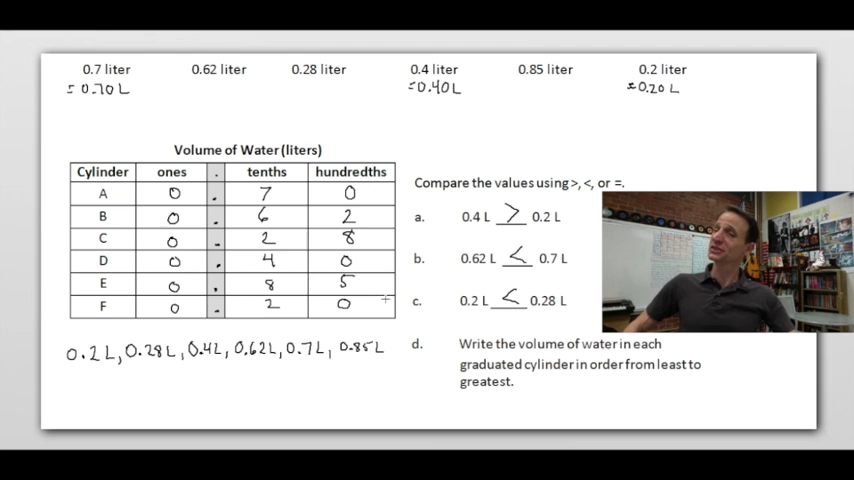 0.7 liter 0.62 liter 0.28 liter 0.4 liter 0.85 liter 0.2 liter
= 0.70 L = 0.40 L = 0.20 L
Volume of Water (liters)
Cylinder ones . tenths hundredths
A 0 . 7 0
B 0 . 6 2
C 0 . 2 8
D 0 . 4 0
E 0 . 8 5
F 0 . 2 0
0.2 L, 0.28 L, 0.4 L, 0.62 L, 0.7 L, 0.85 L
Compare the values using >, <, or =.
a. 0.4 L > 0.2 L
b. 0.62 L < 0.7 L
c. 0.2 L < 0.28 L
d. Write the volume of water in each
graduated cylinder in order from least to
greatest.